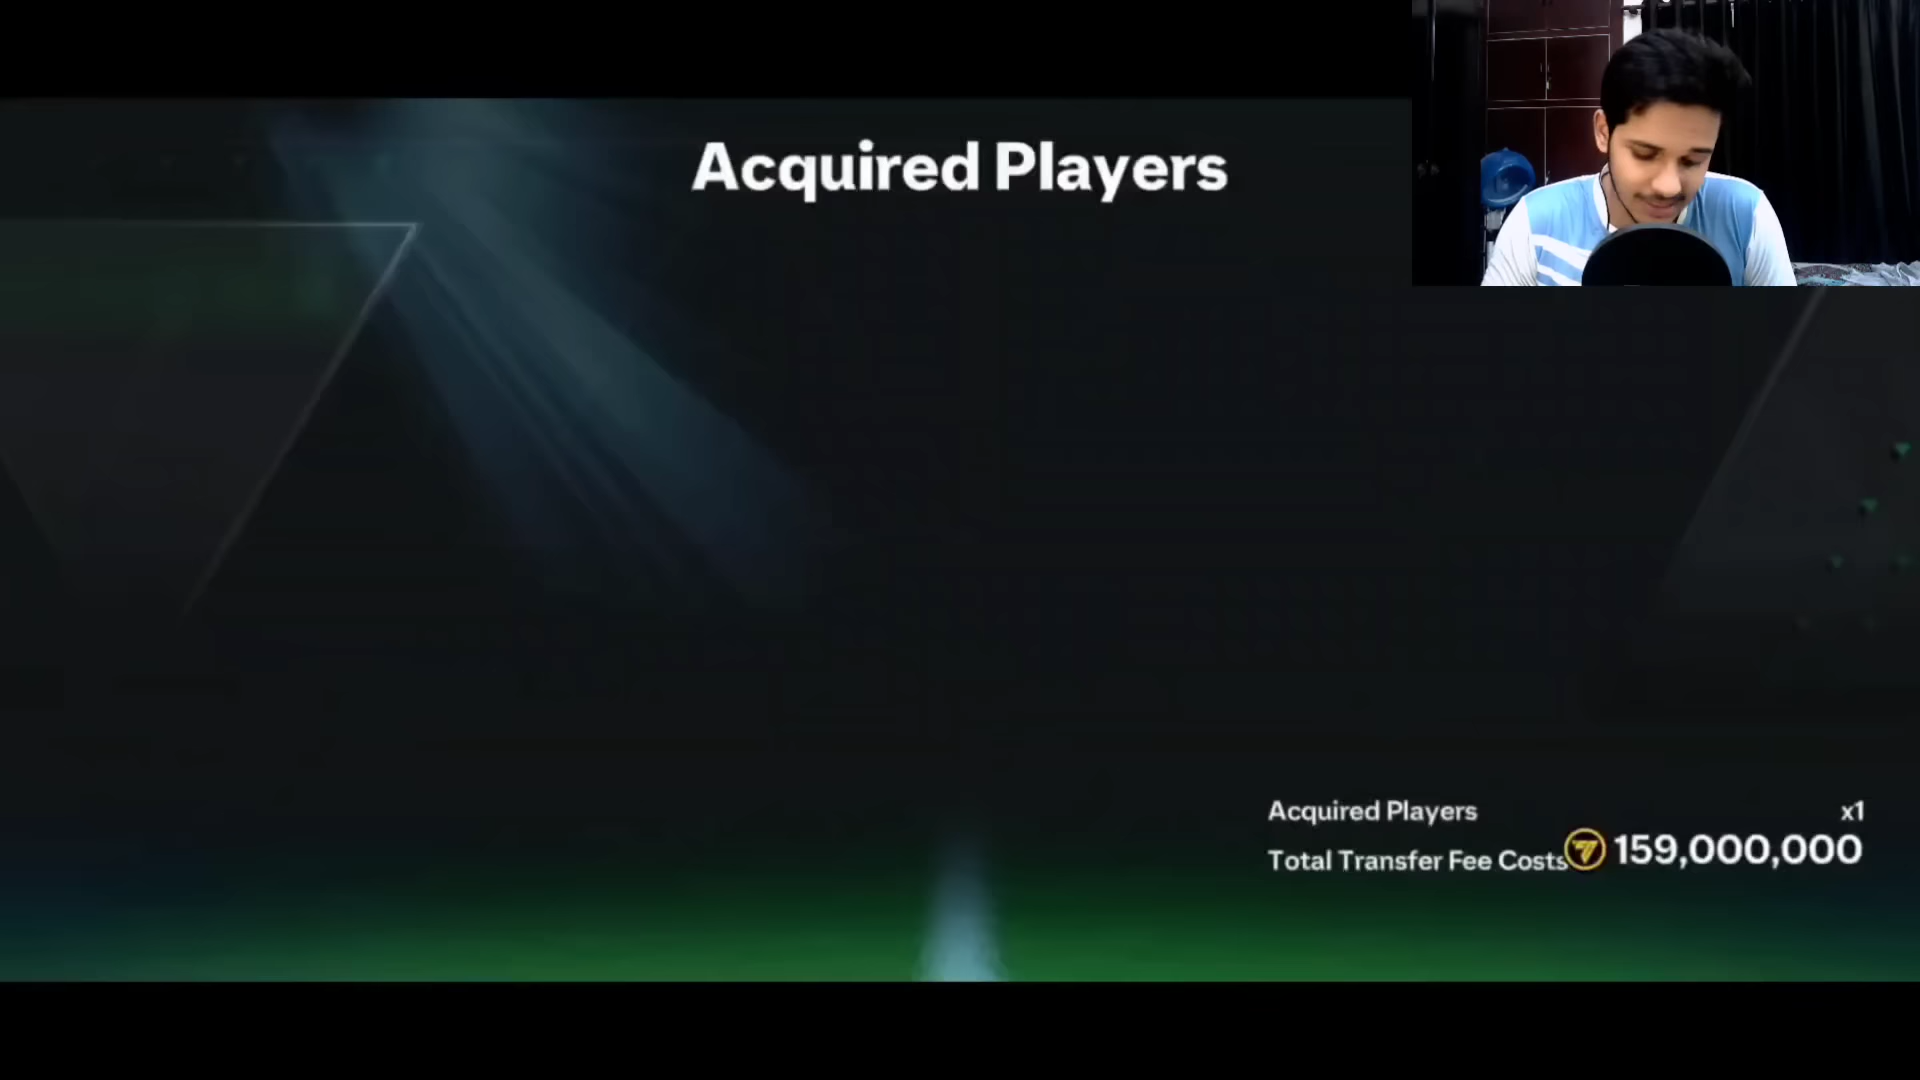 Acquired Players
Acquired Players x1
Total Transfer Fee Costs 159,000,000